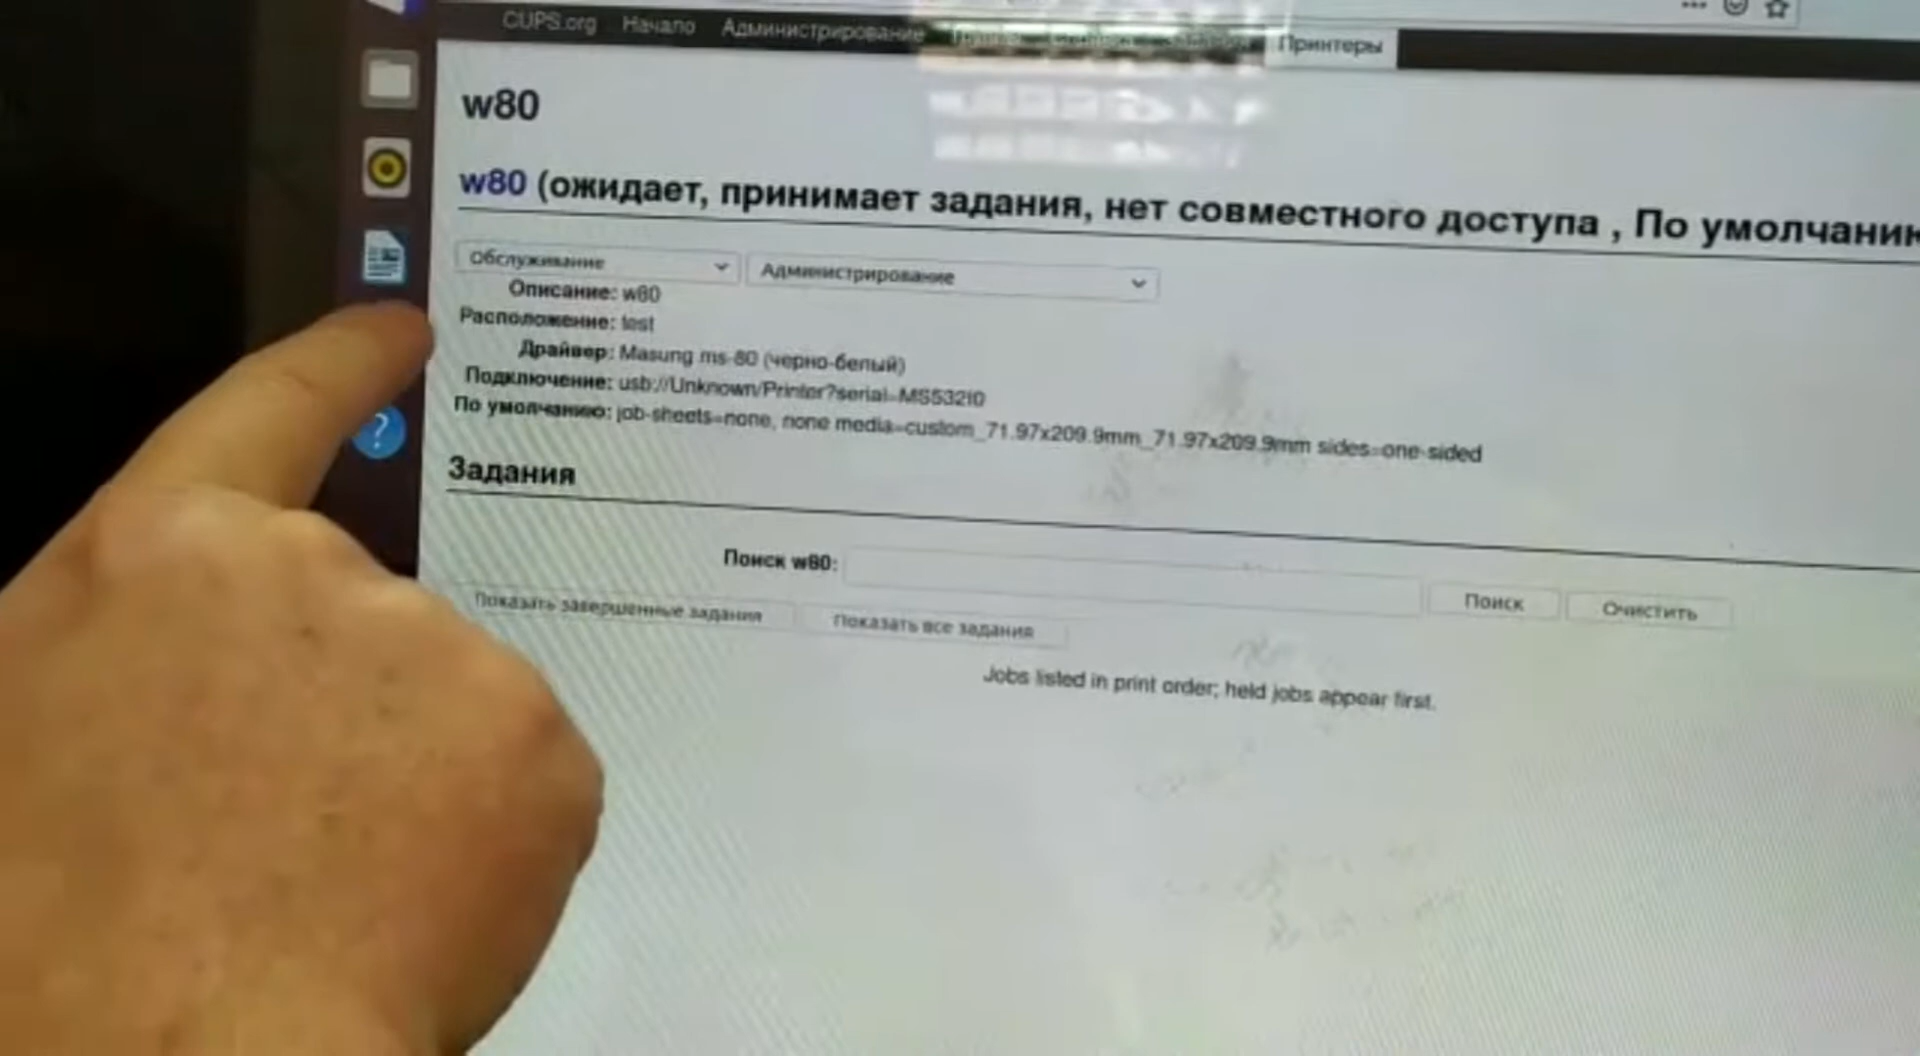 CUPS.org Начало Администрирование Принтеры
w80
w80 (ожидает, принимает задания, нет совместного доступа , По умолчани
Обслуживание Администрирование
Описание: w80
Расположение: test
Драйвер: Masung ms-80 (черно-белый)
Подключение: usb://Unknown/Printer?serial=MS532I0
По умолчанию: job-sheets=none, none media=custom_71.97x209.9mm_71.97x209.9mm sides=one-sided
Задания
Поиск w80: Поиск Очистить
Показать завершенные задания Показать все задания
Jobs listed in print order; held jobs appear first.
?